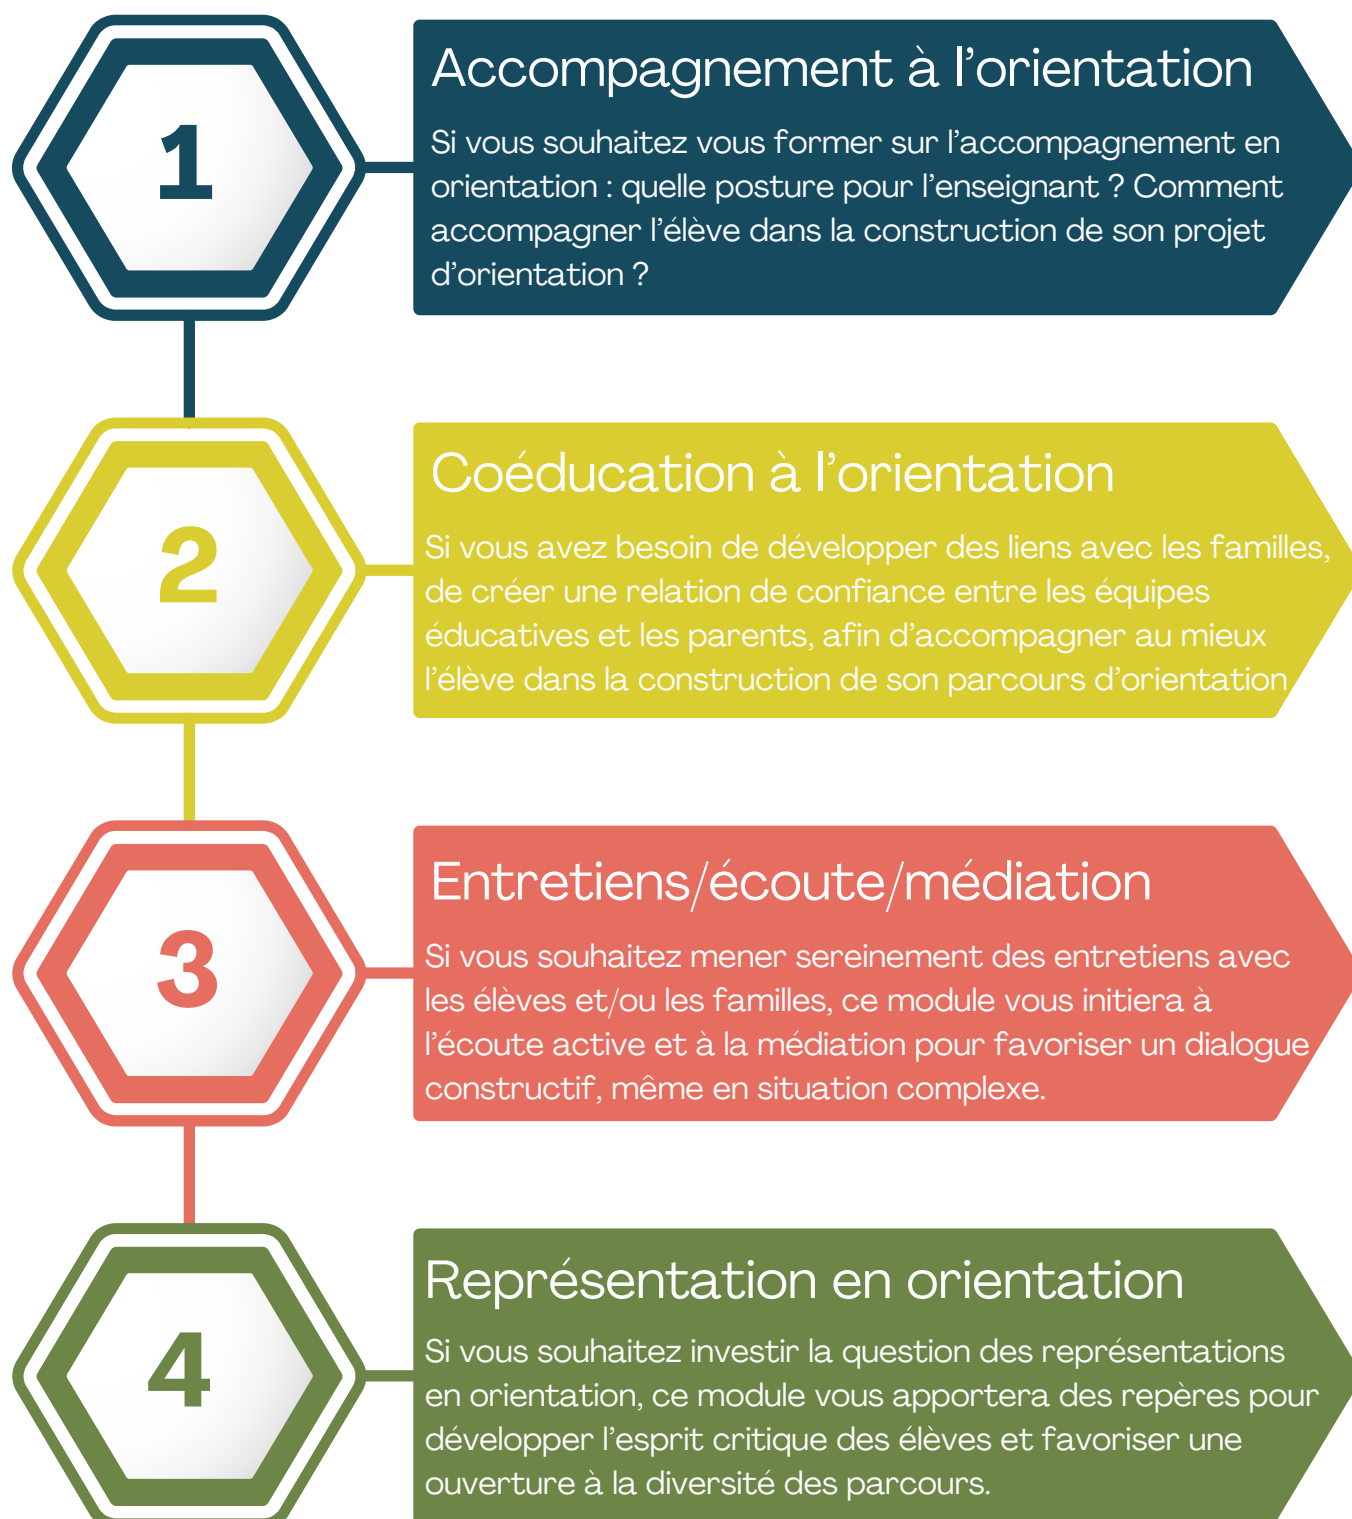 1
Accompagnement à l'orientation
Si vous souhaitez vous former sur l'accompagnement en
orientation : quelle posture pour l'enseignant ? Comment
accompagner l'élève dans la construction de son projet
d'orientation ?
2
Coéducation à l'orientation
Si vous avez besoin de développer des liens avec les familles,
de créer une relation de confiance entre les équipes
éducatives et les parents, afin d'accompagner au mieux
l'élève dans la construction de son parcours d'orientation
3
Entretiens/écoute/médiation
Si vous souhaitez mener sereinement des entretiens avec
les élèves et/ou les familles, ce module vous initiera à
l'écoute active et à la médiation pour favoriser un dialogue
constructif, même en situation complexe.
4
Représentation en orientation
Si vous souhaitez investir la question des représentations
en orientation, ce module vous apportera des repères pour
développer l'esprit critique des élèves et favoriser une
ouverture à la diversité des parcours.